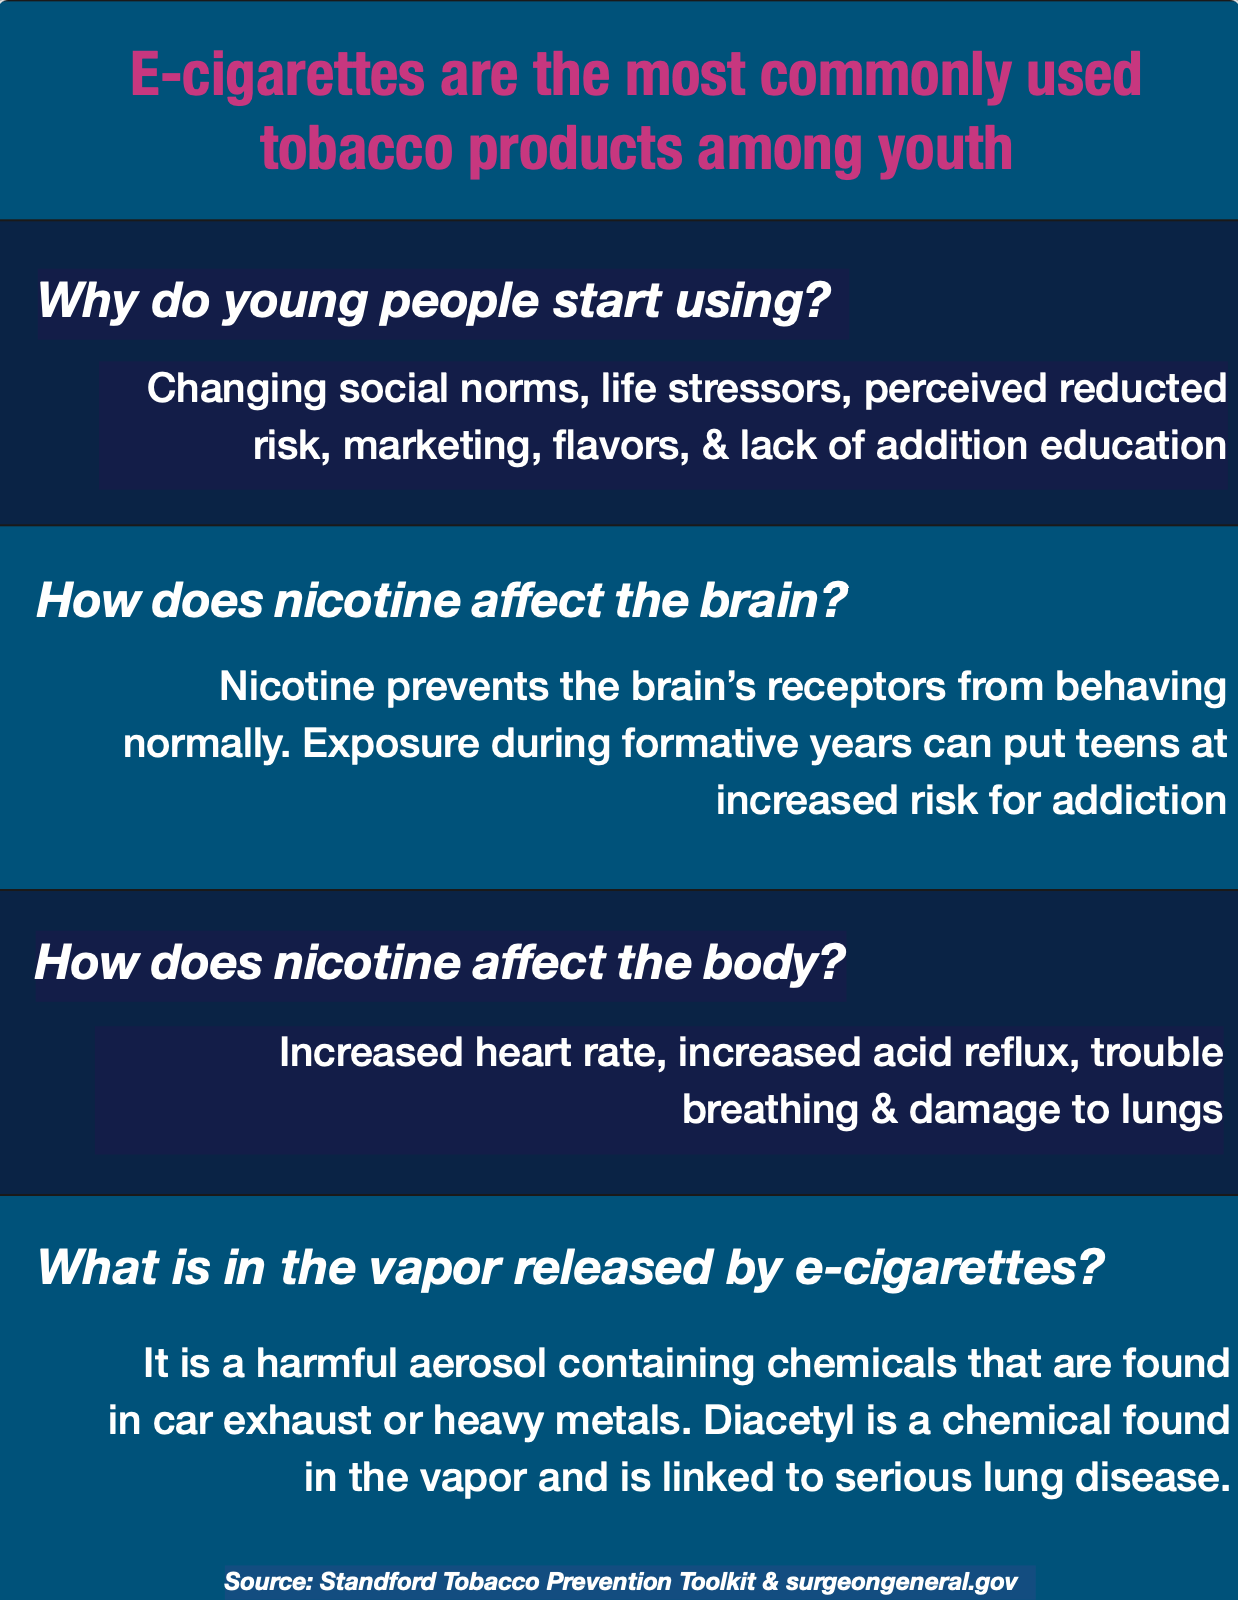 E-cigarettes are the most commonly used
tobacco products among youth
Why do young people start using?
Changing social norms, life stressors, perceived reducted
risk, marketing, flavors, & lack of addition education
How does nicotine affect the brain?
Nicotine prevents the brain’s receptors from behaving
normally. Exposure during formative years can put teens at
increased risk for addiction
How does nicotine affect the body?
Increased heart rate, increased acid reflux, trouble
breathing & damage to lungs
What is in the vapor released by e-cigarettes?
It is a harmful aerosol containing chemicals that are found
in car exhaust or heavy metals. Diacetyl is a chemical found
in the vapor and is linked to serious lung disease.
Source: Standford Tobacco Prevention Toolkit & surgeongeneral.gov